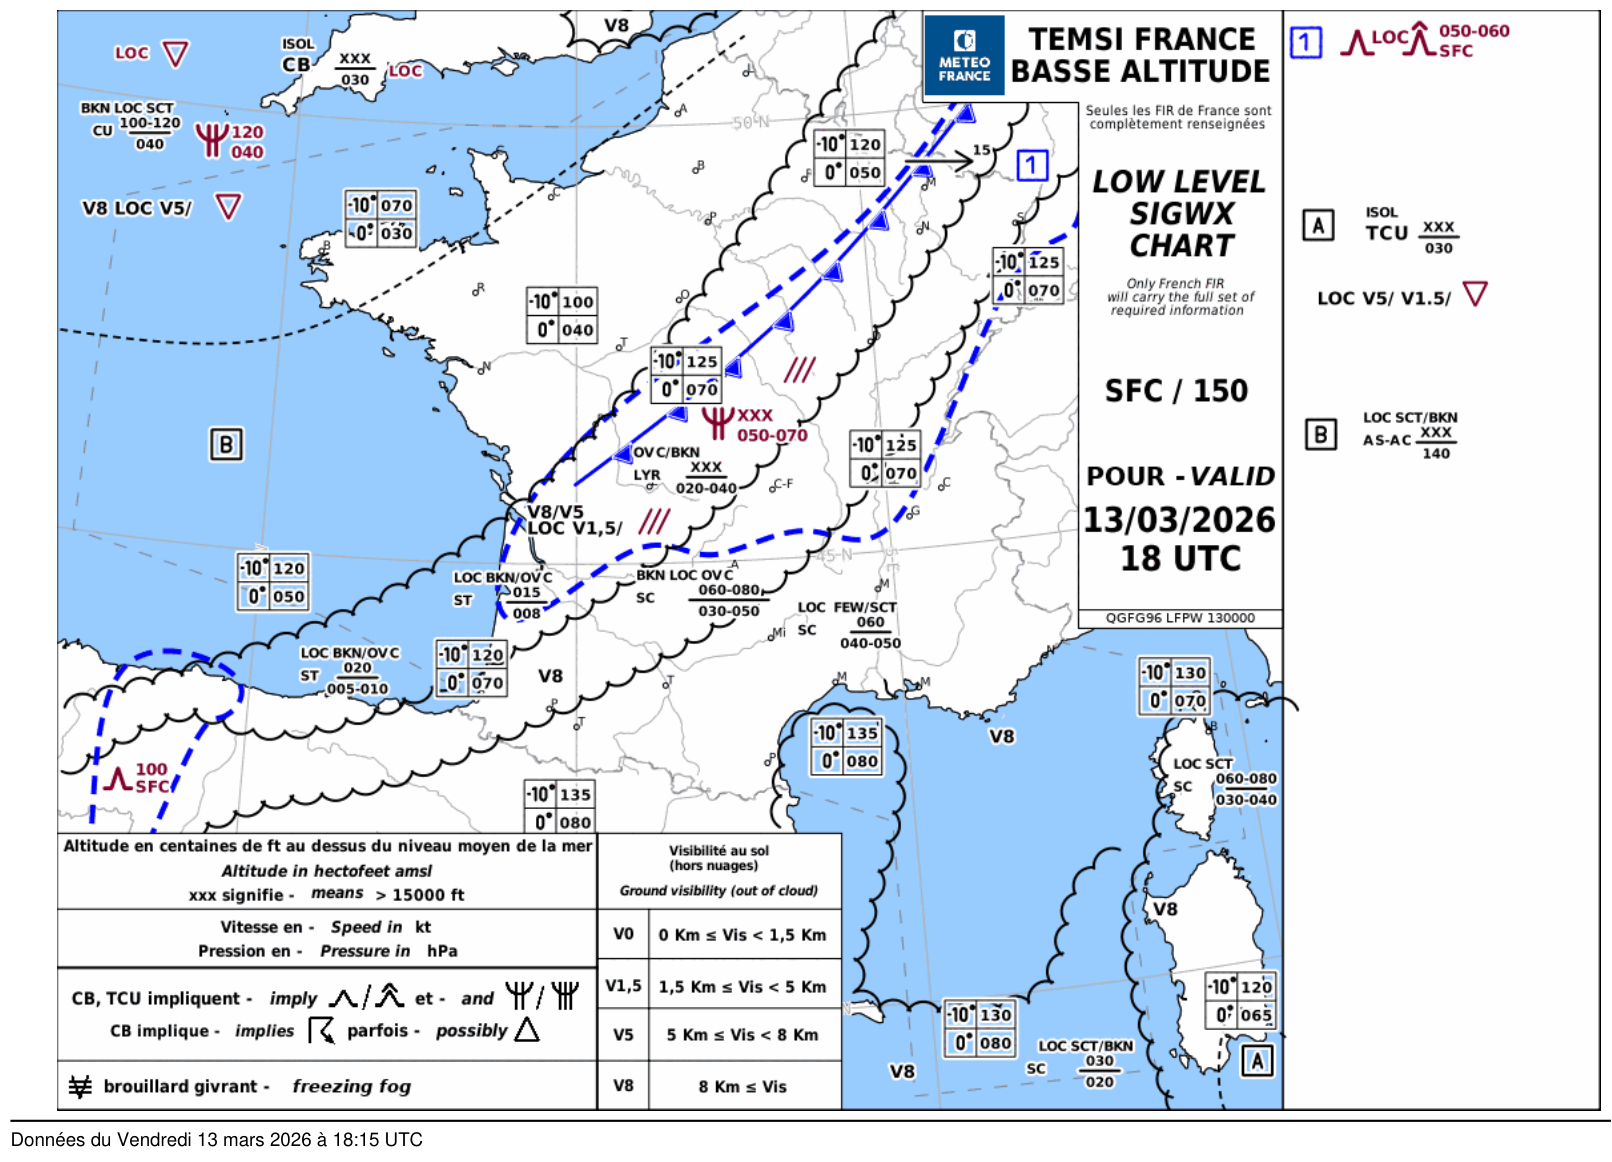 V8
LOC
ISOL
CB
XXX
030
LOC
BKN LOC SCT
CU
100-120
040
120
040
V8 LOC V5/
-10° 070
0° 030
-10° 100
0° 040
-10° 120
0° 050
15
1
50°N
-10° 125
0° 070
-10° 125
0° 070
XXX
050-070
OVC/BKN
LYR
XXX
020-040
-10° 125
0° 070
B
V8/V5
LOC V1,5/
45°N
-10° 120
0° 050
LOC BKN/OVC
ST
015
008
BKN LOC OVC
SC
060-080
030-050
LOC FEW/SCT
SC
060
040-050
LOC BKN/OVC
ST
020
005-010
-10° 120
0° 070
V8
100
SFC
-10° 135
0° 080
-10° 135
0° 080
V8
-10° 130
0° 070
LOC SCT
SC
060-080
030-040
V8
-10° 120
0° 065
A
-10° 130
0° 080
V8
LOC SCT/BKN
SC
030
020
L
A
B
C
C
R
P
M
N
S
B
R
O
T
N
D
C-F
C
G
A
M
Mi
T
P
T
M
M
N
P
B
METEO
FRANCE
TEMSI FRANCE
BASSE ALTITUDE
Seules les FIR de France sont
complètement renseignées
LOW LEVEL
SIGWX
CHART
Only French FIR
will carry the full set of
required information
SFC / 150
POUR - VALID
13/03/2026
18 UTC
QGFG96 LFPW 130000
1
LOC
050-060
SFC
A
ISOL
TCU
XXX
030
LOC V5/ V1.5/
B
LOC SCT/BKN
AS-AC
XXX
140
Altitude en centaines de ft au dessus du niveau moyen de la mer
Altitude in hectofeet amsl
xxx signifie - means > 15000 ft
Vitesse en - Speed in kt
Pression en - Pressure in hPa
CB, TCU impliquent - imply / et - and /
CB implique - implies parfois - possibly
brouillard givrant - freezing fog
Visibilité au sol
(hors nuages)
Ground visibility (out of cloud)
V0 0 Km ≤ Vis < 1,5 Km
V1,5 1,5 Km ≤ Vis < 5 Km
V5 5 Km ≤ Vis < 8 Km
V8 8 Km ≤ Vis
Données du Vendredi 13 mars 2026 à 18:15 UTC